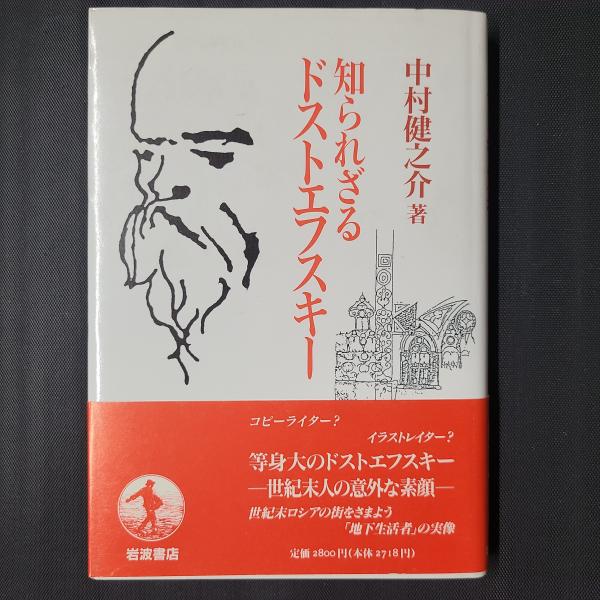 中村健之介 著
知られざる
ドストエフスキー
コピーライター？
イラストレイター？
等身大のドストエフスキー
—世紀末人の意外な素顔—
世紀末ロシアの街をさまよう
「地下生活者」の実像
岩波書店
定価2800円(本体2718円)